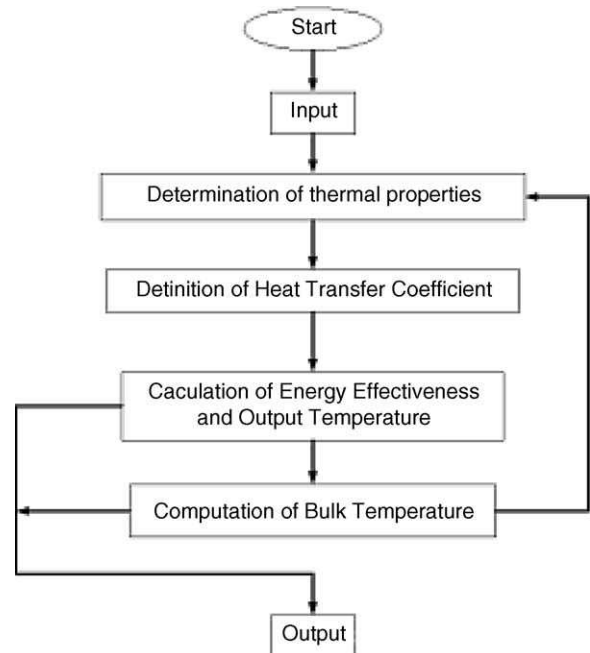 Start
Input
Determination of thermal properties
Detinition of Heat Transfer Coefficient
Caculation of Energy Effectiveness
and Output Temperature
Computation of Bulk Temperature
Output